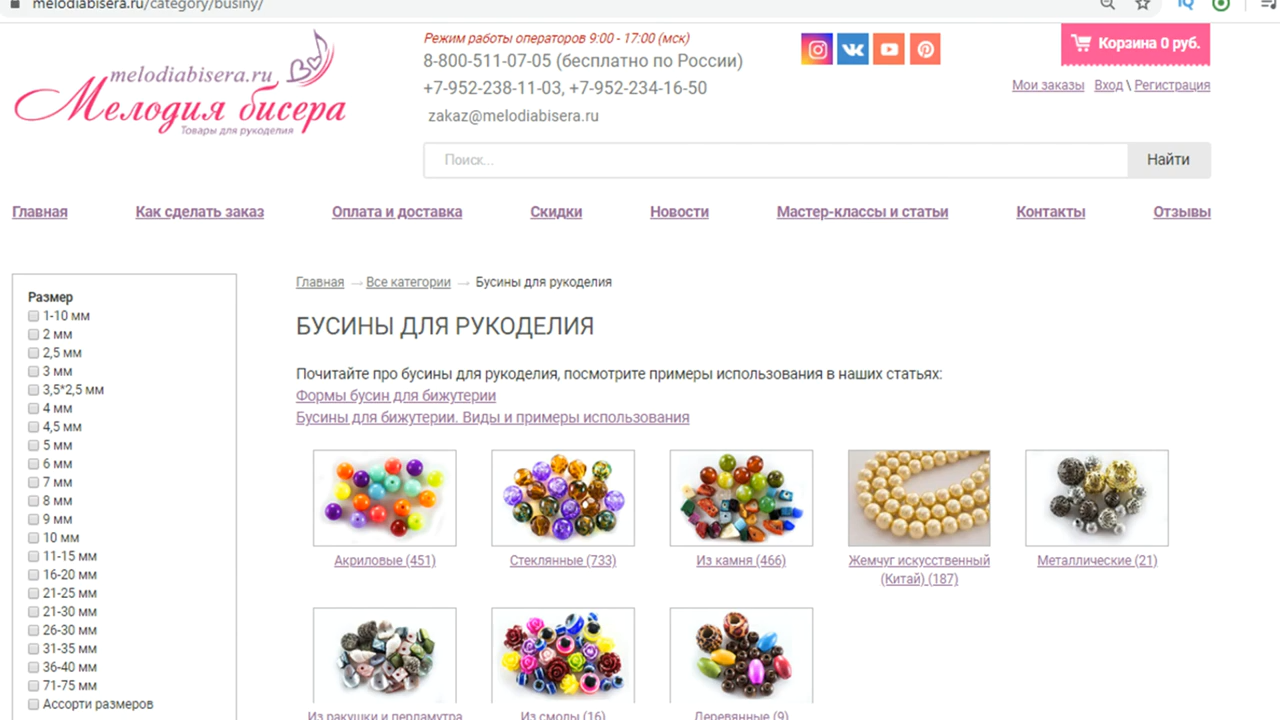 melodiabisera.ru/category/businy/
melodiabisera.ru
Мелодия бисера
Товары для рукоделия
Режим работы операторов 9:00 - 17:00 (мск)
8-800-511-07-05 (бесплатно по России)
+7-952-238-11-03, +7-952-234-16-50
zakaz@melodiabisera.ru
Корзина 0 руб.
Мои заказы Вход \ Регистрация
Поиск...
Найти
Главная Как сделать заказ Оплата и доставка Скидки Новости Мастер-классы и статьи Контакты Отзывы
Размер
1-10 мм
2 мм
2,5 мм
3 мм
3,5*2,5 мм
4 мм
4,5 мм
5 мм
6 мм
7 мм
8 мм
9 мм
10 мм
11-15 мм
16-20 мм
21-25 мм
21-30 мм
26-30 мм
31-35 мм
36-40 мм
71-75 мм
Ассорти размеров
Главная → Все категории → Бусины для рукоделия
БУСИНЫ ДЛЯ РУКОДЕЛИЯ
Почитайте про бусины для рукоделия, посмотрите примеры использования в наших статьях:
Формы бусин для бижутерии
Бусины для бижутерии. Виды и примеры использования
Акриловые (451)
Стеклянные (733)
Из камня (466)
Жемчуг искусственный
(Китай) (187)
Металлические (21)
Из ракушки и перламутра
Из смолы (16)
Деревянные (9)